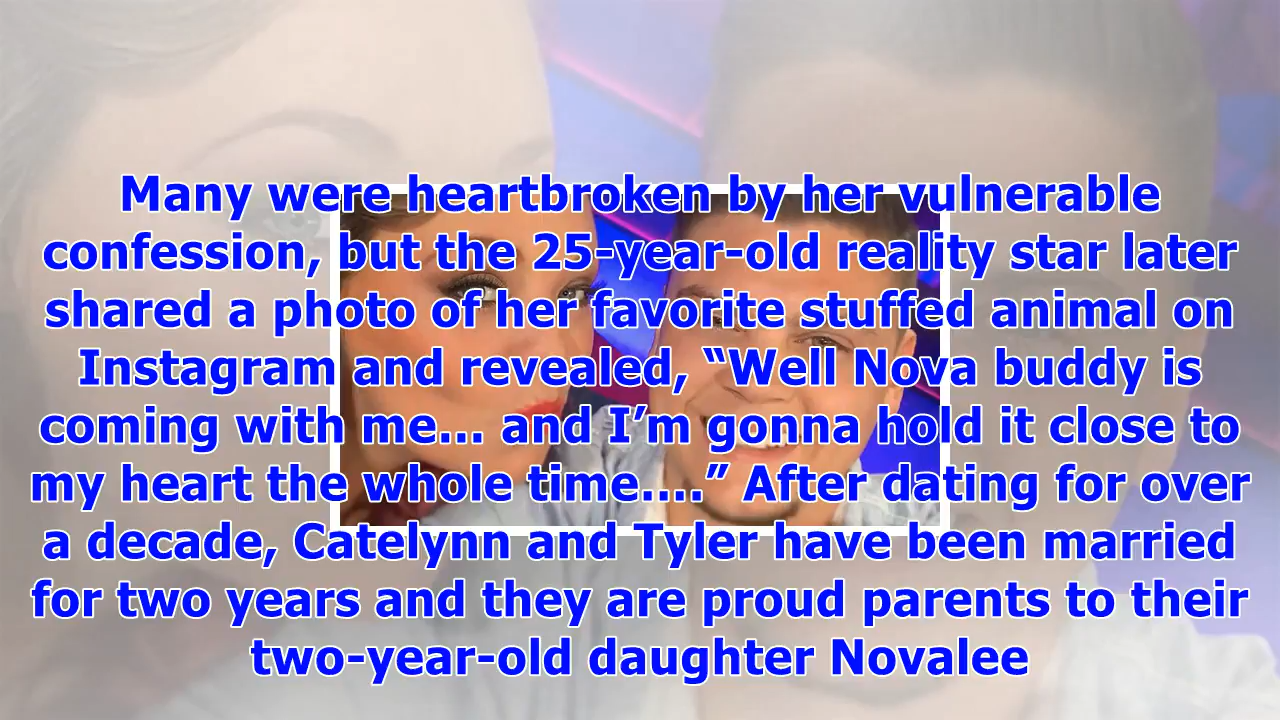 Many were heartbroken by her vulnerable
confession, but the 25-year-old reality star later
shared a photo of her favorite stuffed animal on
Instagram and revealed, “Well Nova buddy is
coming with me... and I’m gonna hold it close to
my heart the whole time....” After dating for over
a decade, Catelynn and Tyler have been married
for two years and they are proud parents to their
two-year-old daughter Novalee